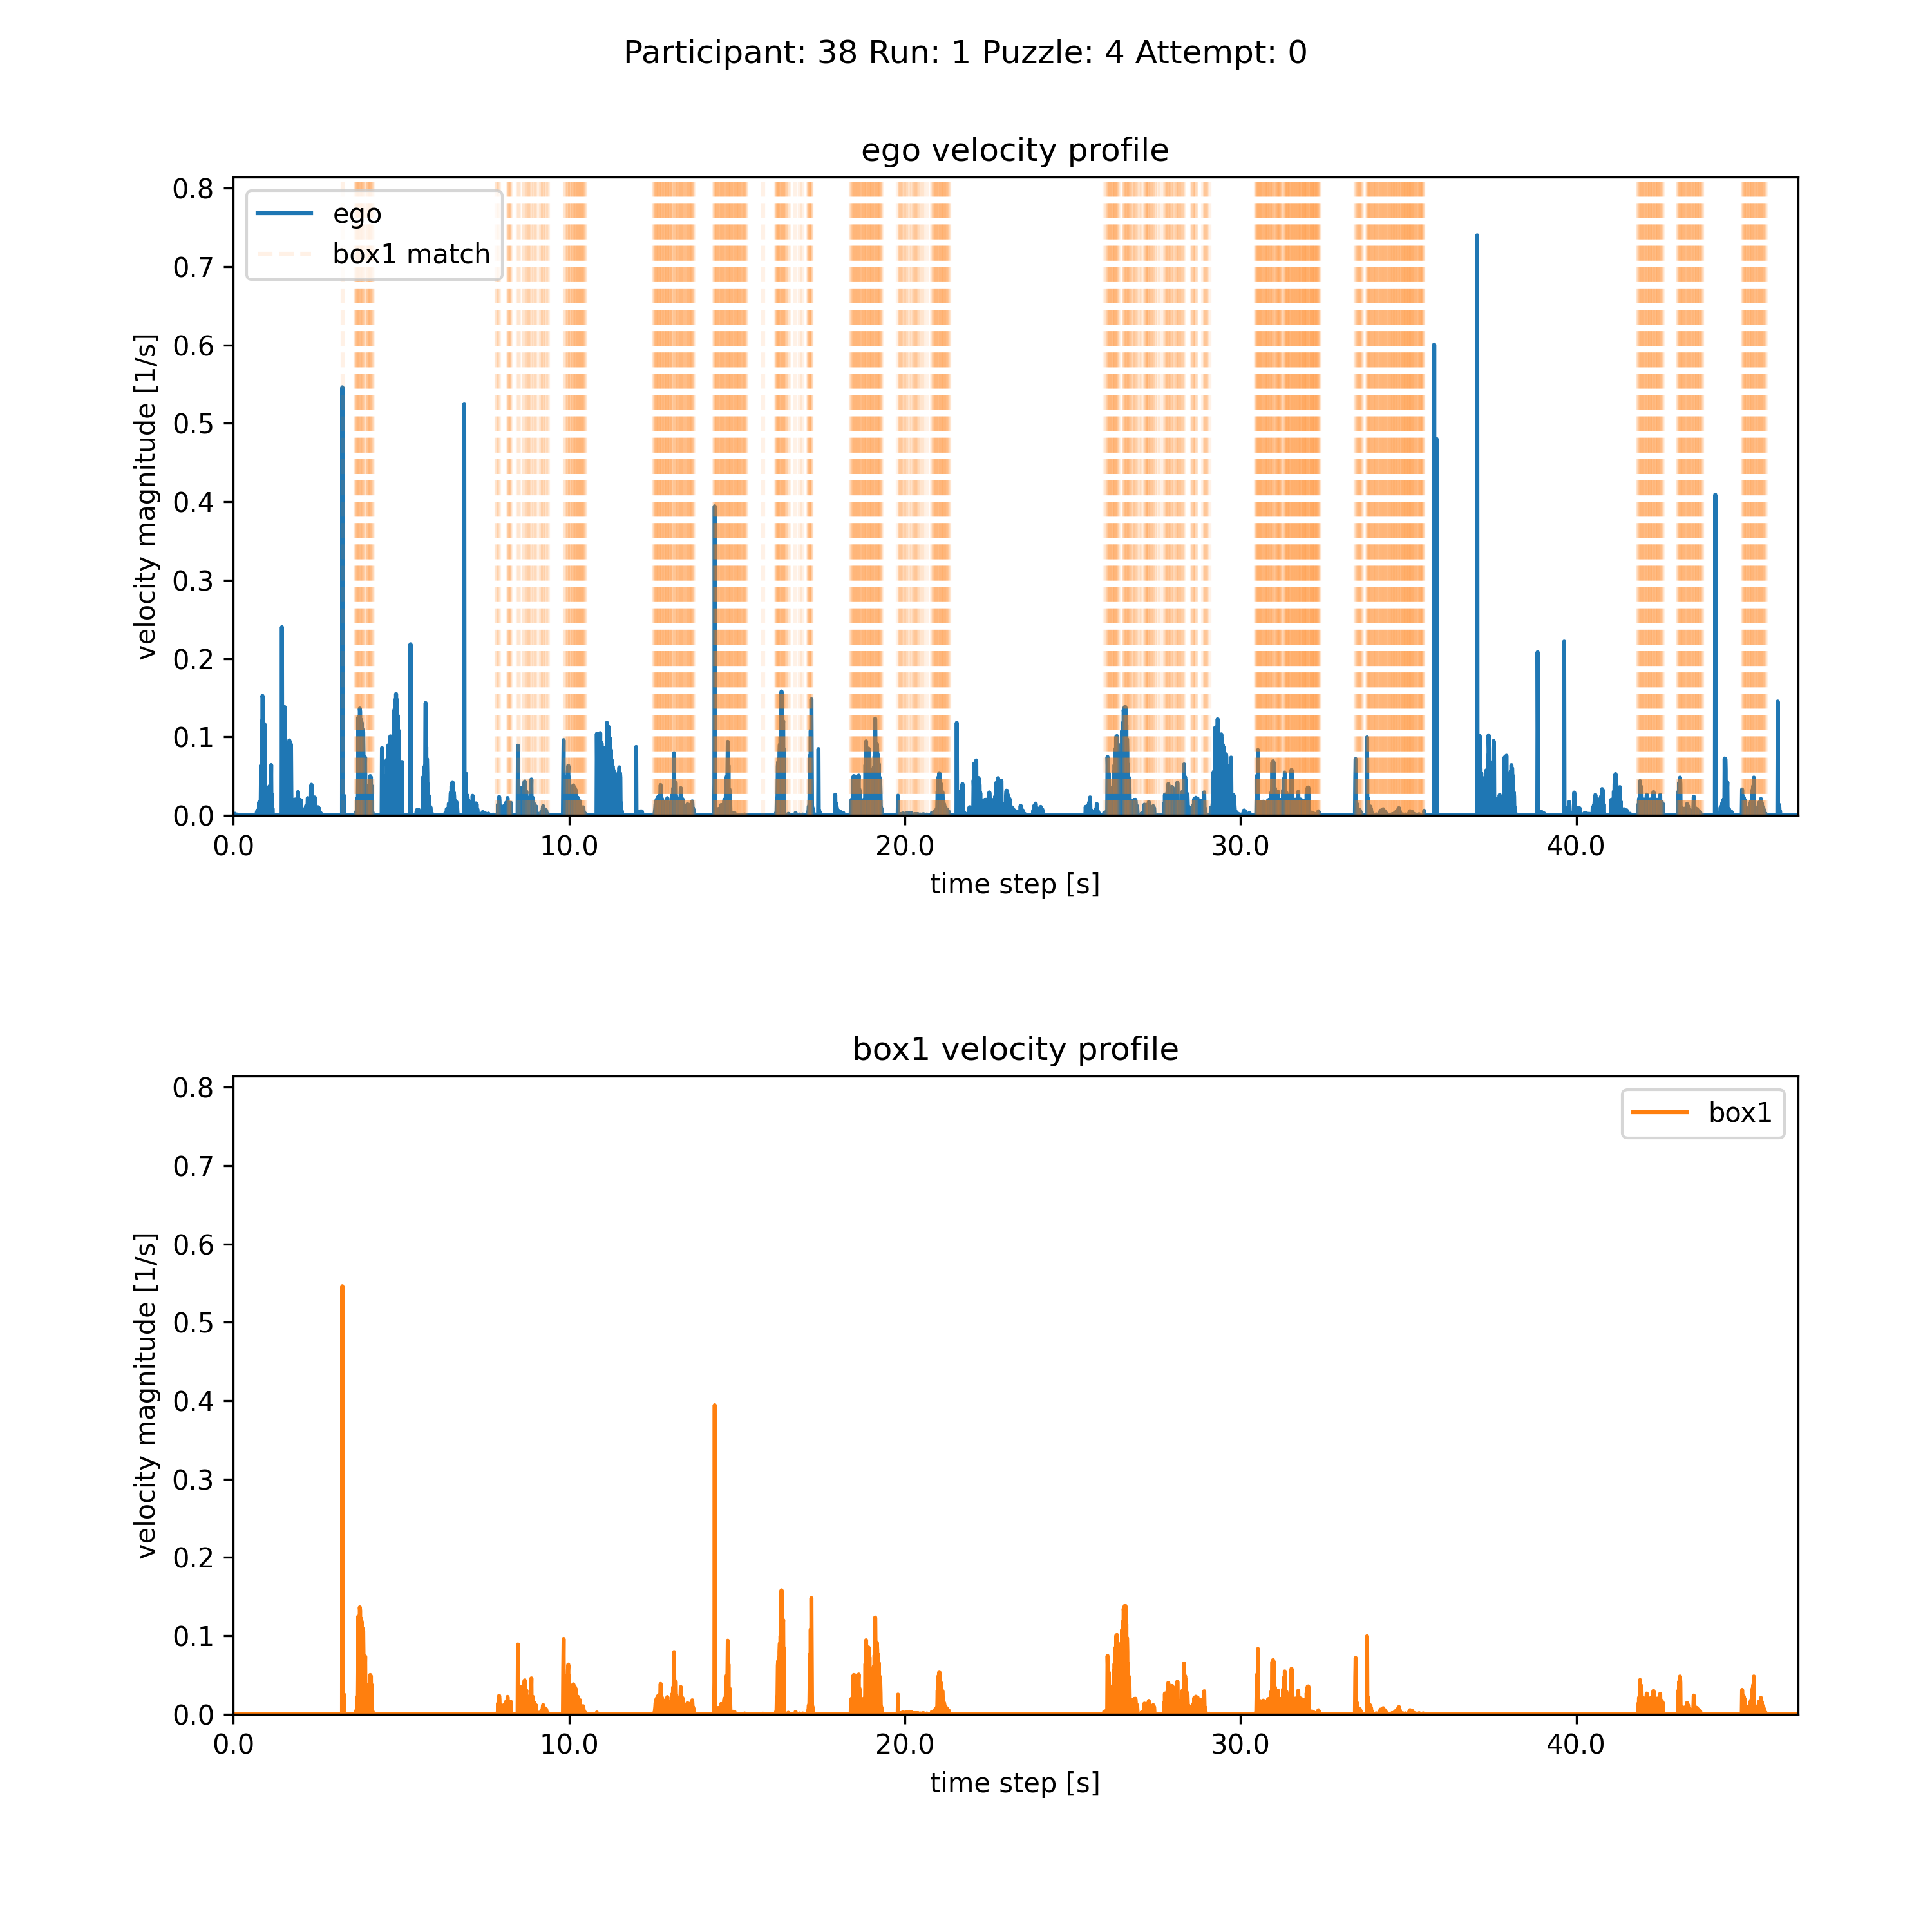 Participant: 38 Run: 1 Puzzle: 4 Attempt: 0
ego velocity profile
velocity magnitude [1/s]
0.8
0.7
0.6
0.5
0.4
0.3
0.2
0.1
0.0
ego
box1 match
0.0 10.0 20.0 30.0 40.0
time step [s]
box1 velocity profile
velocity magnitude [1/s]
0.8
0.7
0.6
0.5
0.4
0.3
0.2
0.1
0.0
box1
0.0 10.0 20.0 30.0 40.0
time step [s]